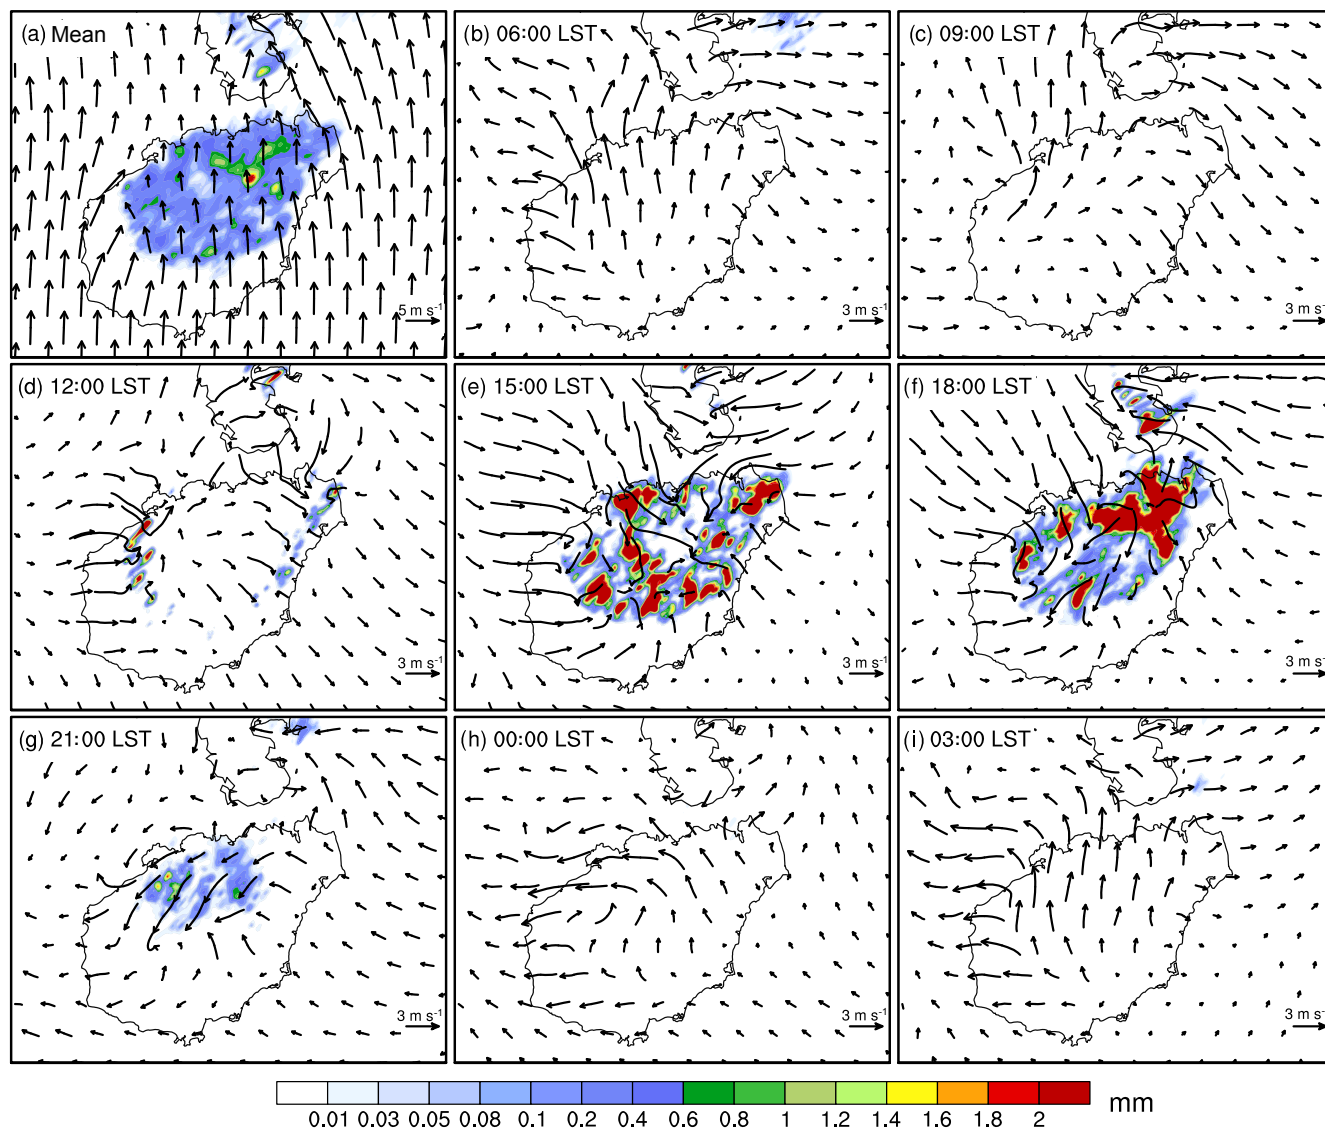 (a) Mean
5 m s⁻¹
(b) 06:00 LST
3 m s⁻¹
(c) 09:00 LST
3 m s⁻¹
(d) 12:00 LST
3 m s⁻¹
(e) 15:00 LST
3 m s⁻¹
(f) 18:00 LST
3 m s⁻¹
(g) 21:00 LST
3 m s⁻¹
(h) 00:00 LST
3 m s⁻¹
(i) 03:00 LST
3 m s⁻¹
0.01 0.03 0.05 0.08 0.1 0.2 0.4 0.6 0.8 1 1.2 1.4 1.6 1.8 2 mm